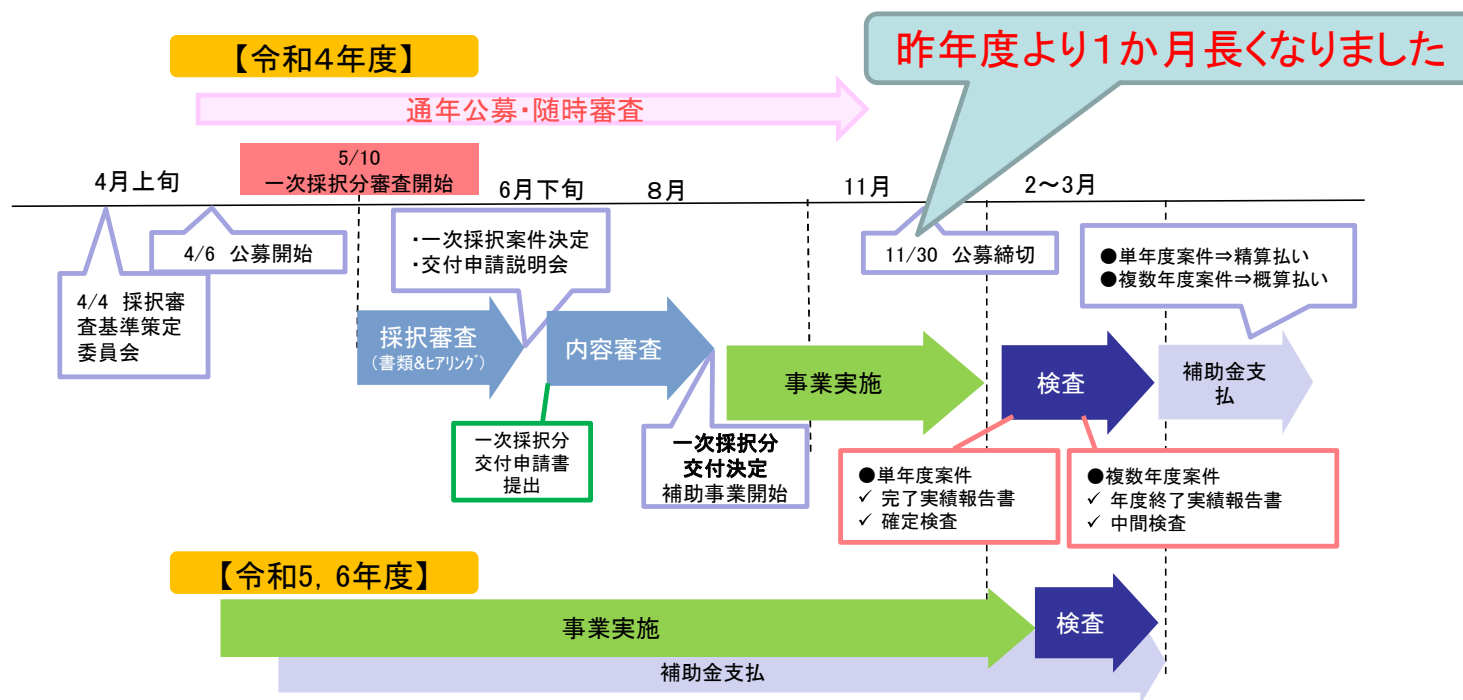 【令和4年度】
昨年度より1か月長くなりました
通年公募・随時審査
5/10
一次採択分審査開始
4月上旬
6月下旬
8月
11月
2～3月
4/6 公募開始
4/4 採択審
査基準策定
委員会
・一次採択案件決定
・交付申請説明会
11/30 公募締切
●単年度案件⇒精算払い
●複数年度案件⇒概算払い
採択審査
(書類&ﾋｱﾘﾝｸﾞ)
内容審査
事業実施
検査
補助金支
払
一次採択分
交付申請書
提出
一次採択分
交付決定
補助事業開始
●単年度案件
✓ 完了実績報告書
✓ 確定検査
●複数年度案件
✓ 年度終了実績報告書
✓ 中間検査
【令和5, 6年度】
事業実施
検査
補助金支払